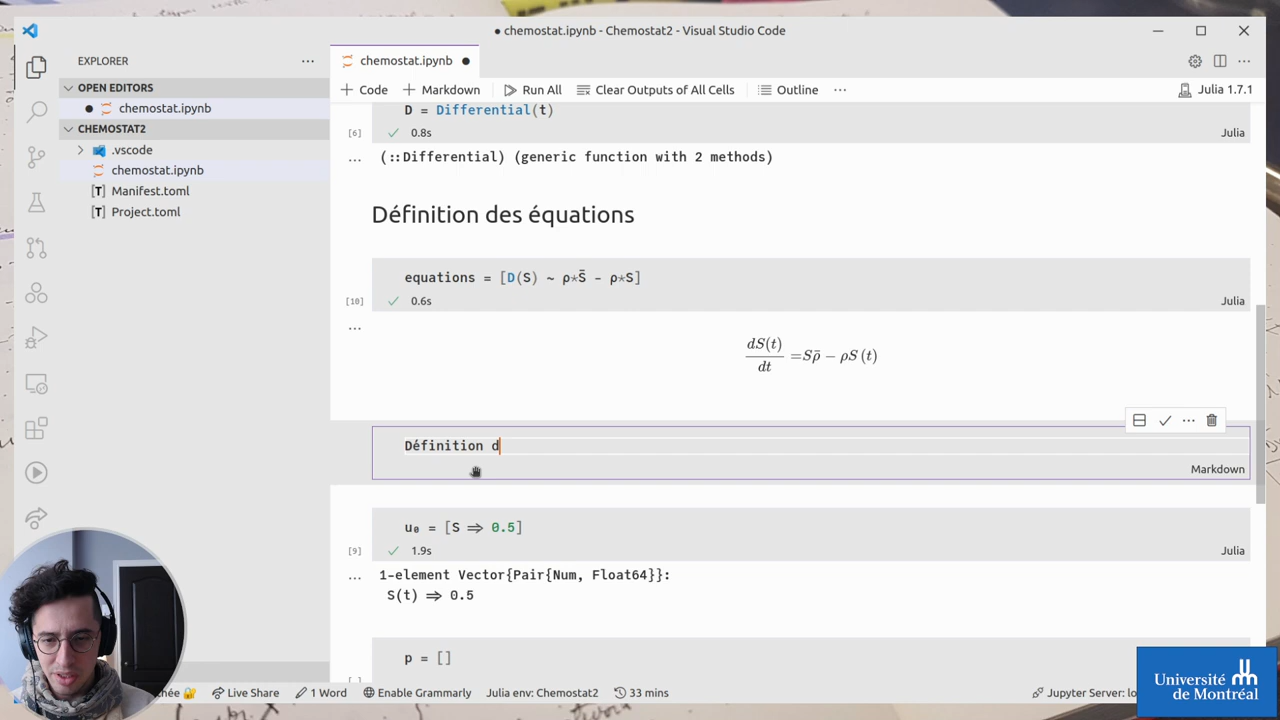 ● chemostat.ipynb - Chemostat2 - Visual Studio Code
EXPLORER
chemostat.ipynb
OPEN EDITORS
chemostat.ipynb
CHEMOSTAT2
.vscode
chemostat.ipynb
[T] Manifest.toml
[T] Project.toml
Code
Markdown
Run All
Clear Outputs of All Cells
Outline
Julia 1.7.1
D = Differential(t)
[6]
0.8s
Julia
(::Differential) (generic function with 2 methods)
Définition des équations
equations = [D(S) ~ ρ*S̄ - ρ*S]
[10]
0.6s
Julia
dS(t)/dt =Sρ̄ − ρS (t)
Définition d
Markdown
u₀ = [S ⇒ 0.5]
[9]
1.9s
Julia
1-element Vector{Pair{Num, Float64}}:
S(t) ⇒ 0.5
p = []
Live Share
1 Word
Enable Grammarly
Julia env: Chemostat2
33 mins
Jupyter Server:
Université
de Montréal